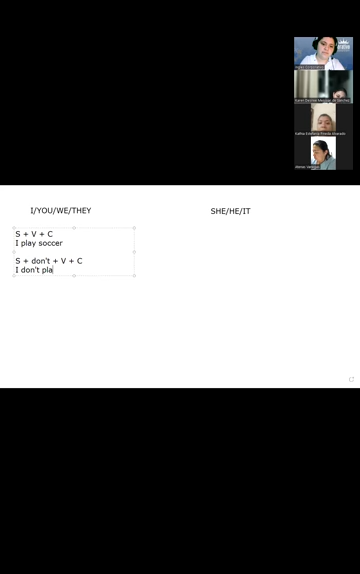 I/YOU/WE/THEY
SHE/HE/IT
S + V + C
I play soccer
S + don't + V + C
I don't pla